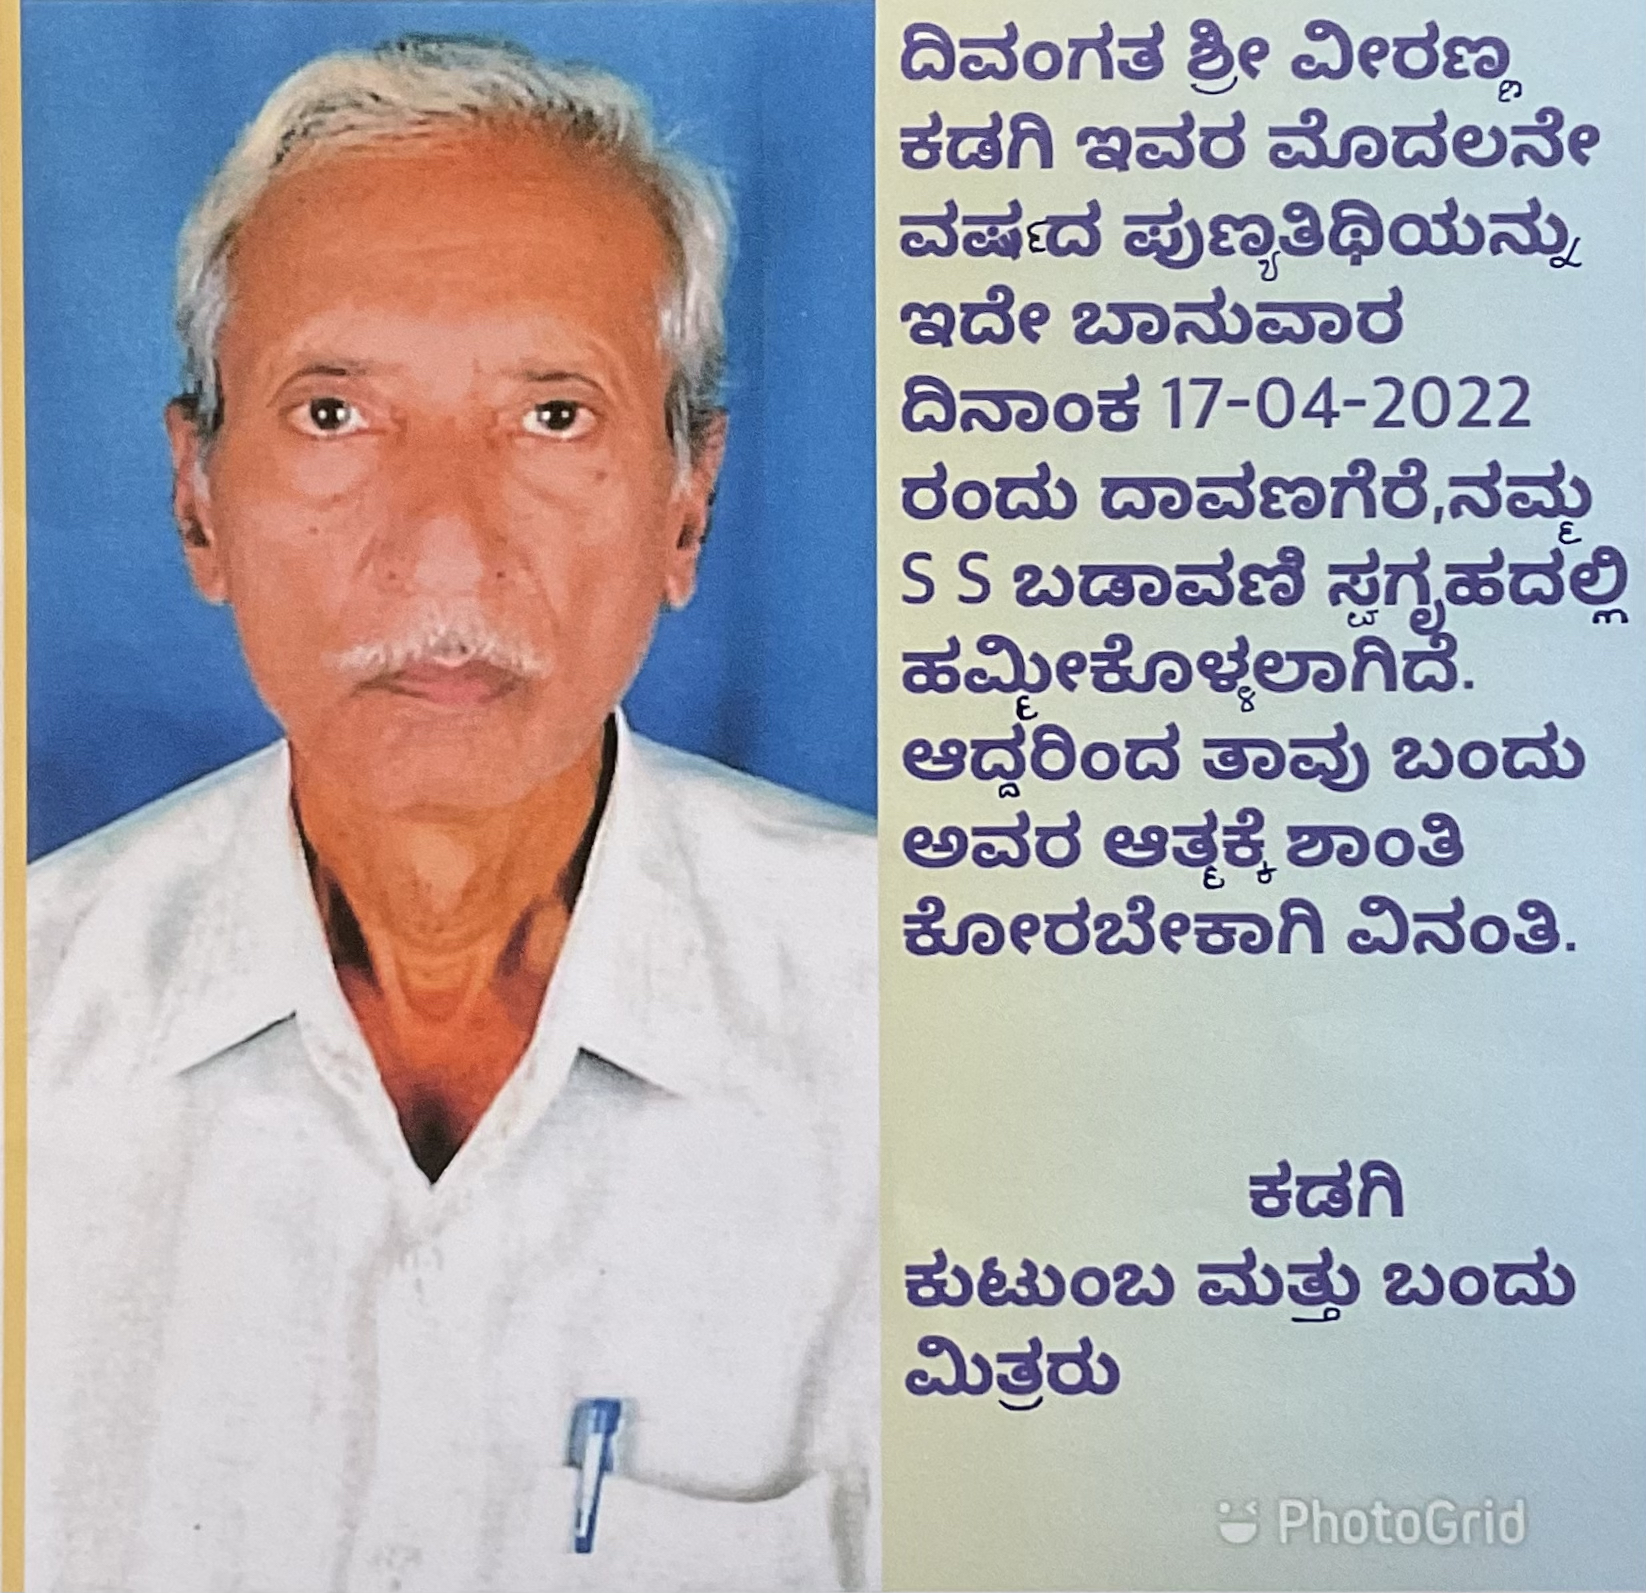 ದಿವಂಗತ ಶ್ರೀ ವೀರಣ್ಣ
ಕಡಗಿ ಇವರ ಮೊದಲನೇ
ವರ್ಷದ ಪುಣ್ಯತಿಥಿಯನ್ನು
ಇದೇ ಬಾನುವಾರ
ದಿನಾಂಕ 17-04-2022
ರಂದು ದಾವಣಗೆರೆ,ನಮ್ಮ
S S ಬಡಾವಣಿ ಸ್ವಗೃಹದಲ್ಲಿ
ಹಮ್ಮೀಕೊಳ್ಳಲಾಗಿದೆ.
ಆದ್ದರಿಂದ ತಾವು ಬಂದು
ಅವರ ಆತ್ಮಕ್ಕೆ ಶಾಂತಿ
ಕೋರಬೇಕಾಗಿ ವಿನಂತಿ.
ಕಡಗಿ
ಕುಟುಂಬ ಮತ್ತು ಬಂದು
ಮಿತ್ರರು
PhotoGrid